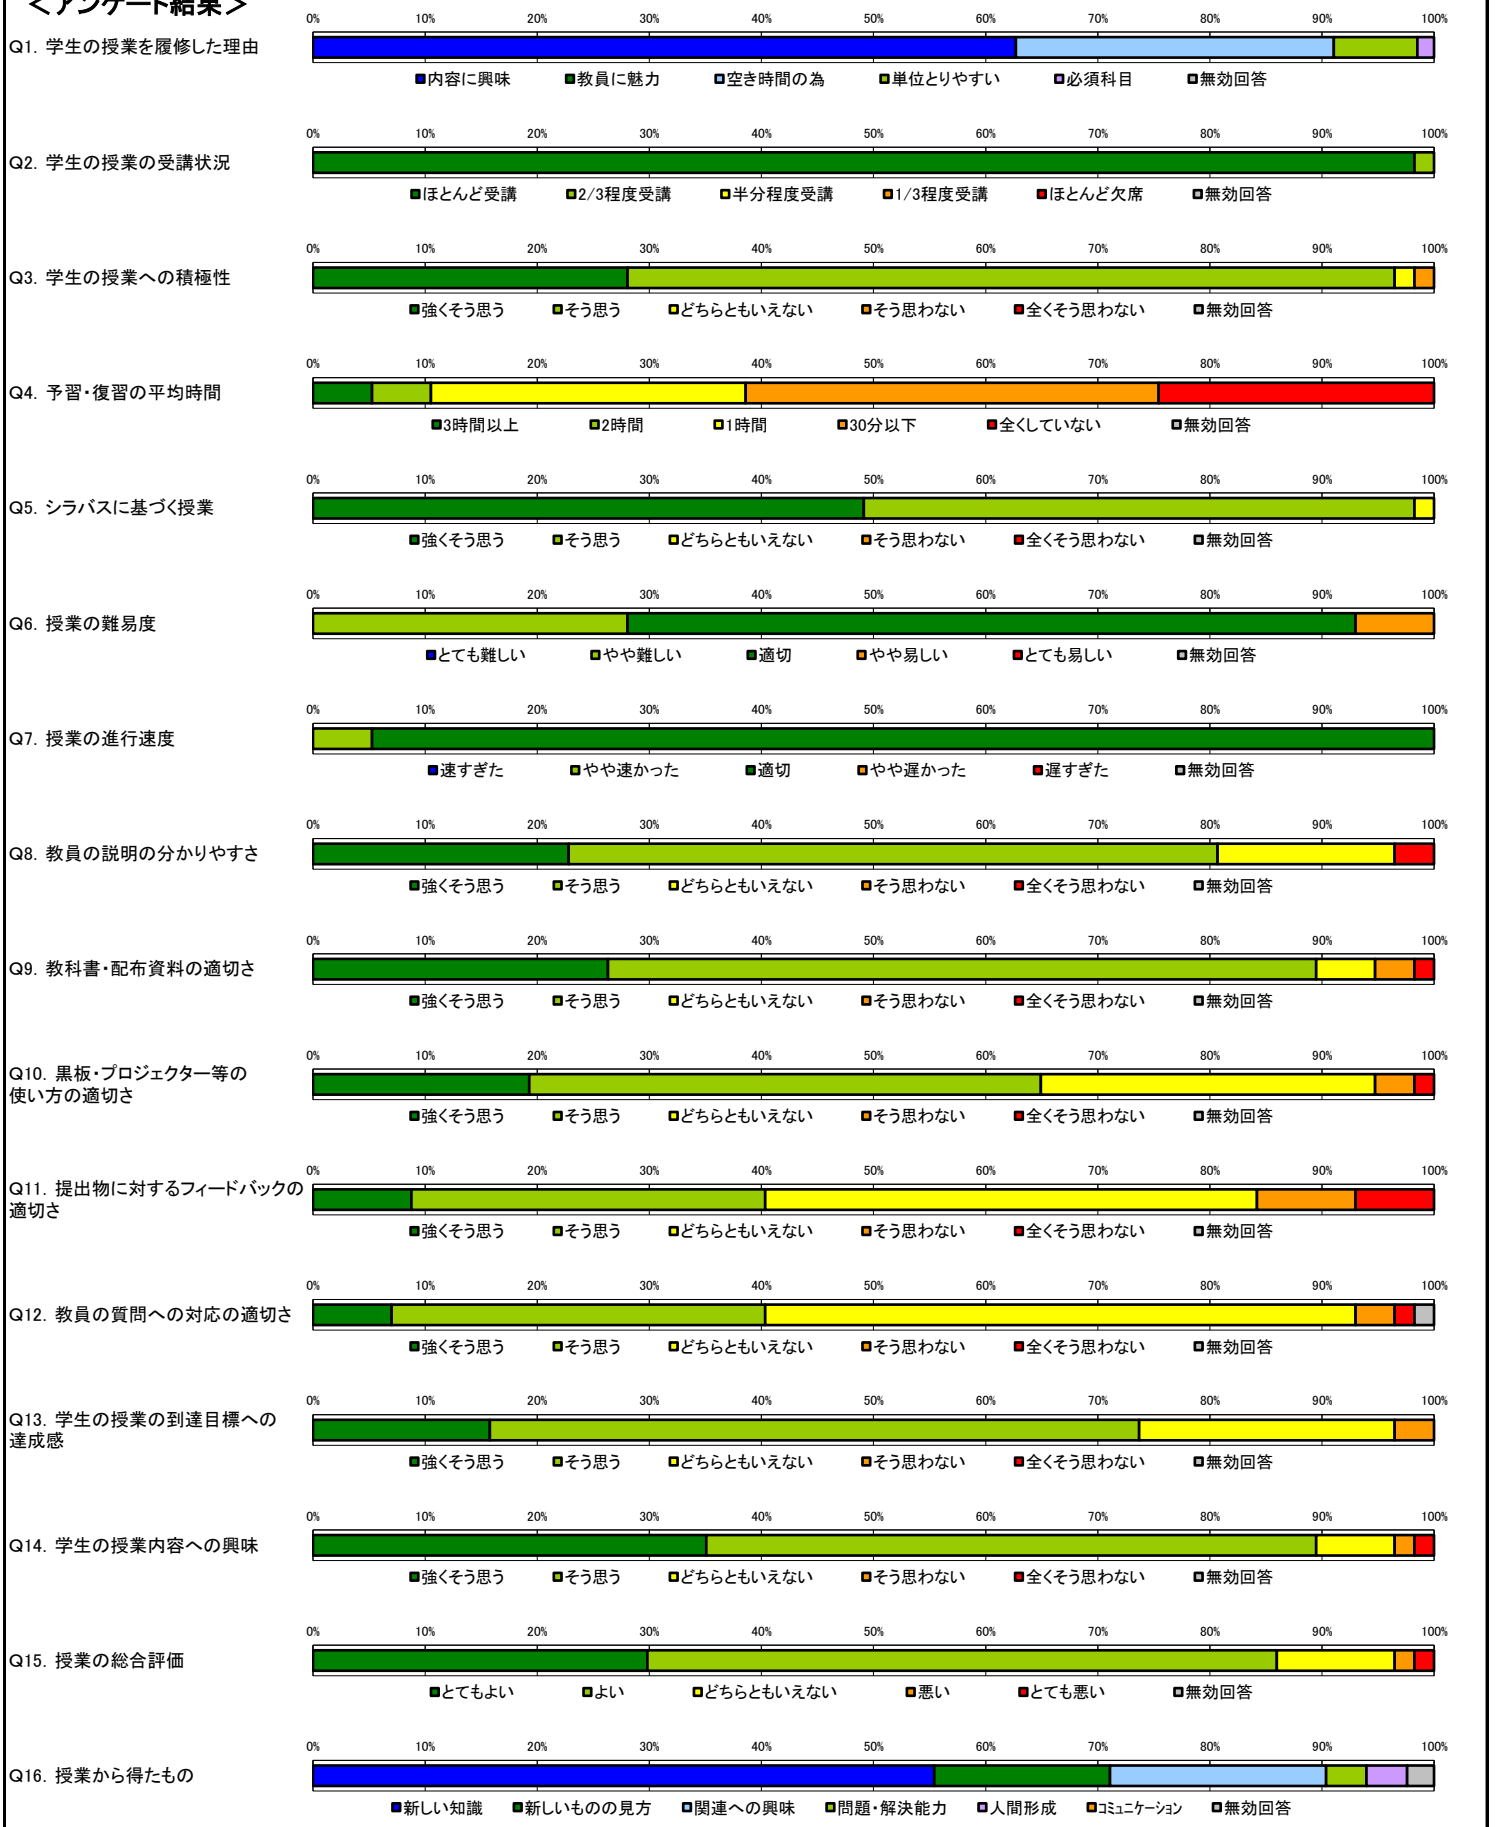 ＜アンケート結果＞
0% 10% 20% 30% 40% 50% 60% 70% 80% 90% 100%
Q1. 学生の授業を履修した理由
内容に興味 教員に魅力 空き時間の為 単位とりやすい 必須科目 無効回答
0% 10% 20% 30% 40% 50% 60% 70% 80% 90% 100%
Q2. 学生の授業の受講状況
ほとんど受講 2/3程度受講 半分程度受講 1/3程度受講 ほとんど欠席 無効回答
0% 10% 20% 30% 40% 50% 60% 70% 80% 90% 100%
Q3. 学生の授業への積極性
強くそう思う そう思う どちらともいえない そう思わない 全くそう思わない 無効回答
0% 10% 20% 30% 40% 50% 60% 70% 80% 90% 100%
Q4. 予習・復習の平均時間
3時間以上 2時間 1時間 30分以下 全くしていない 無効回答
0% 10% 20% 30% 40% 50% 60% 70% 80% 90% 100%
Q5. シラバスに基づく授業
強くそう思う そう思う どちらともいえない そう思わない 全くそう思わない 無効回答
0% 10% 20% 30% 40% 50% 60% 70% 80% 90% 100%
Q6. 授業の難易度
とても難しい やや難しい 適切 やや易しい とても易しい 無効回答
0% 10% 20% 30% 40% 50% 60% 70% 80% 90% 100%
Q7. 授業の進行速度
速すぎた やや速かった 適切 やや遅かった 遅すぎた 無効回答
0% 10% 20% 30% 40% 50% 60% 70% 80% 90% 100%
Q8. 教員の説明の分かりやすさ
強くそう思う そう思う どちらともいえない そう思わない 全くそう思わない 無効回答
0% 10% 20% 30% 40% 50% 60% 70% 80% 90% 100%
Q9. 教科書・配布資料の適切さ
強くそう思う そう思う どちらともいえない そう思わない 全くそう思わない 無効回答
0% 10% 20% 30% 40% 50% 60% 70% 80% 90% 100%
Q10. 黒板・プロジェクター等の
使い方の適切さ
強くそう思う そう思う どちらともいえない そう思わない 全くそう思わない 無効回答
0% 10% 20% 30% 40% 50% 60% 70% 80% 90% 100%
Q11. 提出物に対するフィードバックの
適切さ
強くそう思う そう思う どちらともいえない そう思わない 全くそう思わない 無効回答
0% 10% 20% 30% 40% 50% 60% 70% 80% 90% 100%
Q12. 教員の質問への対応の適切さ
強くそう思う そう思う どちらともいえない そう思わない 全くそう思わない 無効回答
0% 10% 20% 30% 40% 50% 60% 70% 80% 90% 100%
Q13. 学生の授業の到達目標への
達成感
強くそう思う そう思う どちらともいえない そう思わない 全くそう思わない 無効回答
0% 10% 20% 30% 40% 50% 60% 70% 80% 90% 100%
Q14. 学生の授業内容への興味
強くそう思う そう思う どちらともいえない そう思わない 全くそう思わない 無効回答
0% 10% 20% 30% 40% 50% 60% 70% 80% 90% 100%
Q15. 授業の総合評価
とてもよい よい どちらともいえない 悪い とても悪い 無効回答
0% 10% 20% 30% 40% 50% 60% 70% 80% 90% 100%
Q16. 授業から得たもの
新しい知識 新しいものの見方 関連への興味 問題・解決能力 人間形成 ｺﾐｭﾆｹｰｼｮﾝ 無効回答